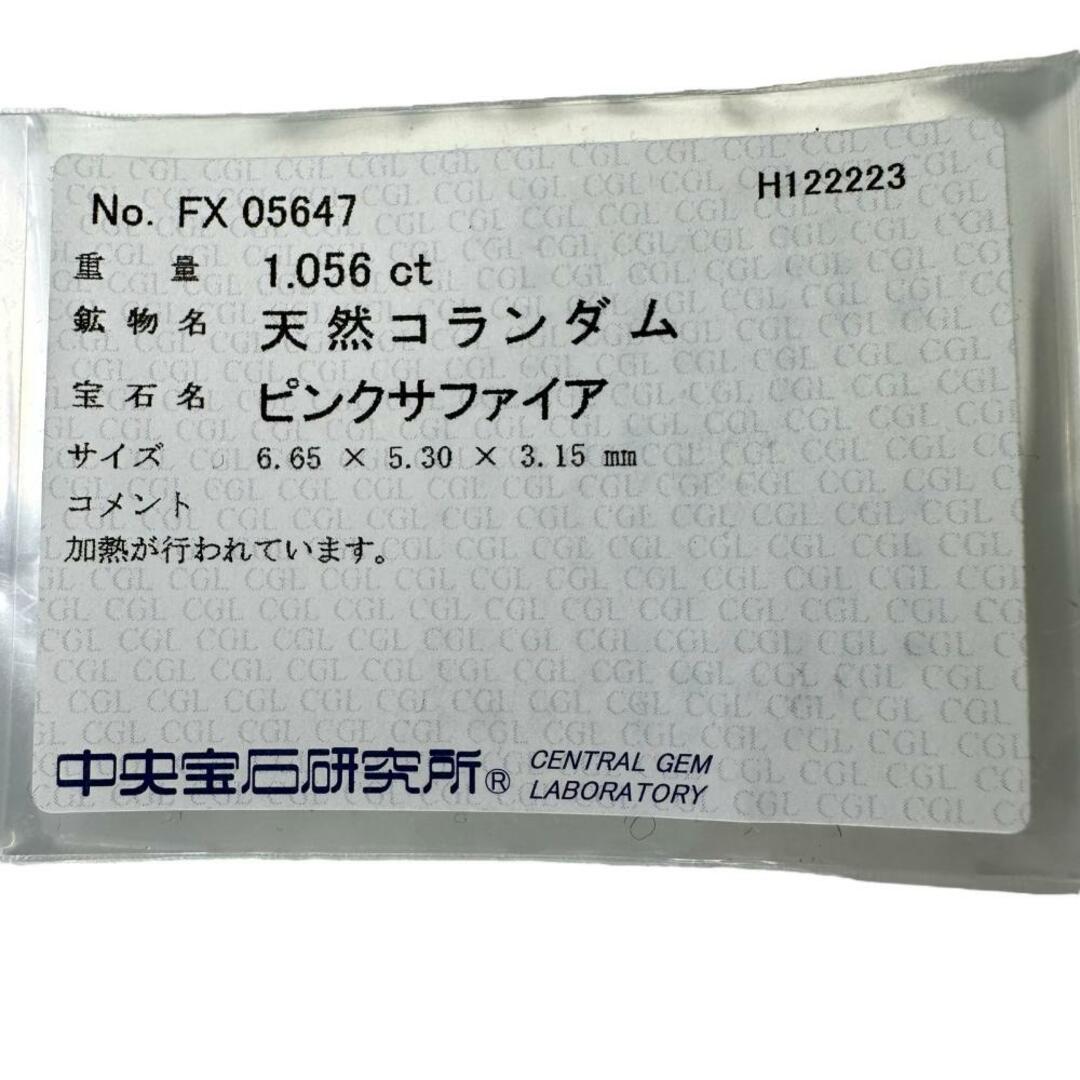 No. FX 05647
H122223
重 量 1.056 ct
鉱物名 天然コランダム
宝石名 ピンクサファイア
サイズ 6.65 × 5.30 × 3.15 mm
コメント
加熱が行われています。
中央宝石研究所® CENTRAL GEM
LABORATORY